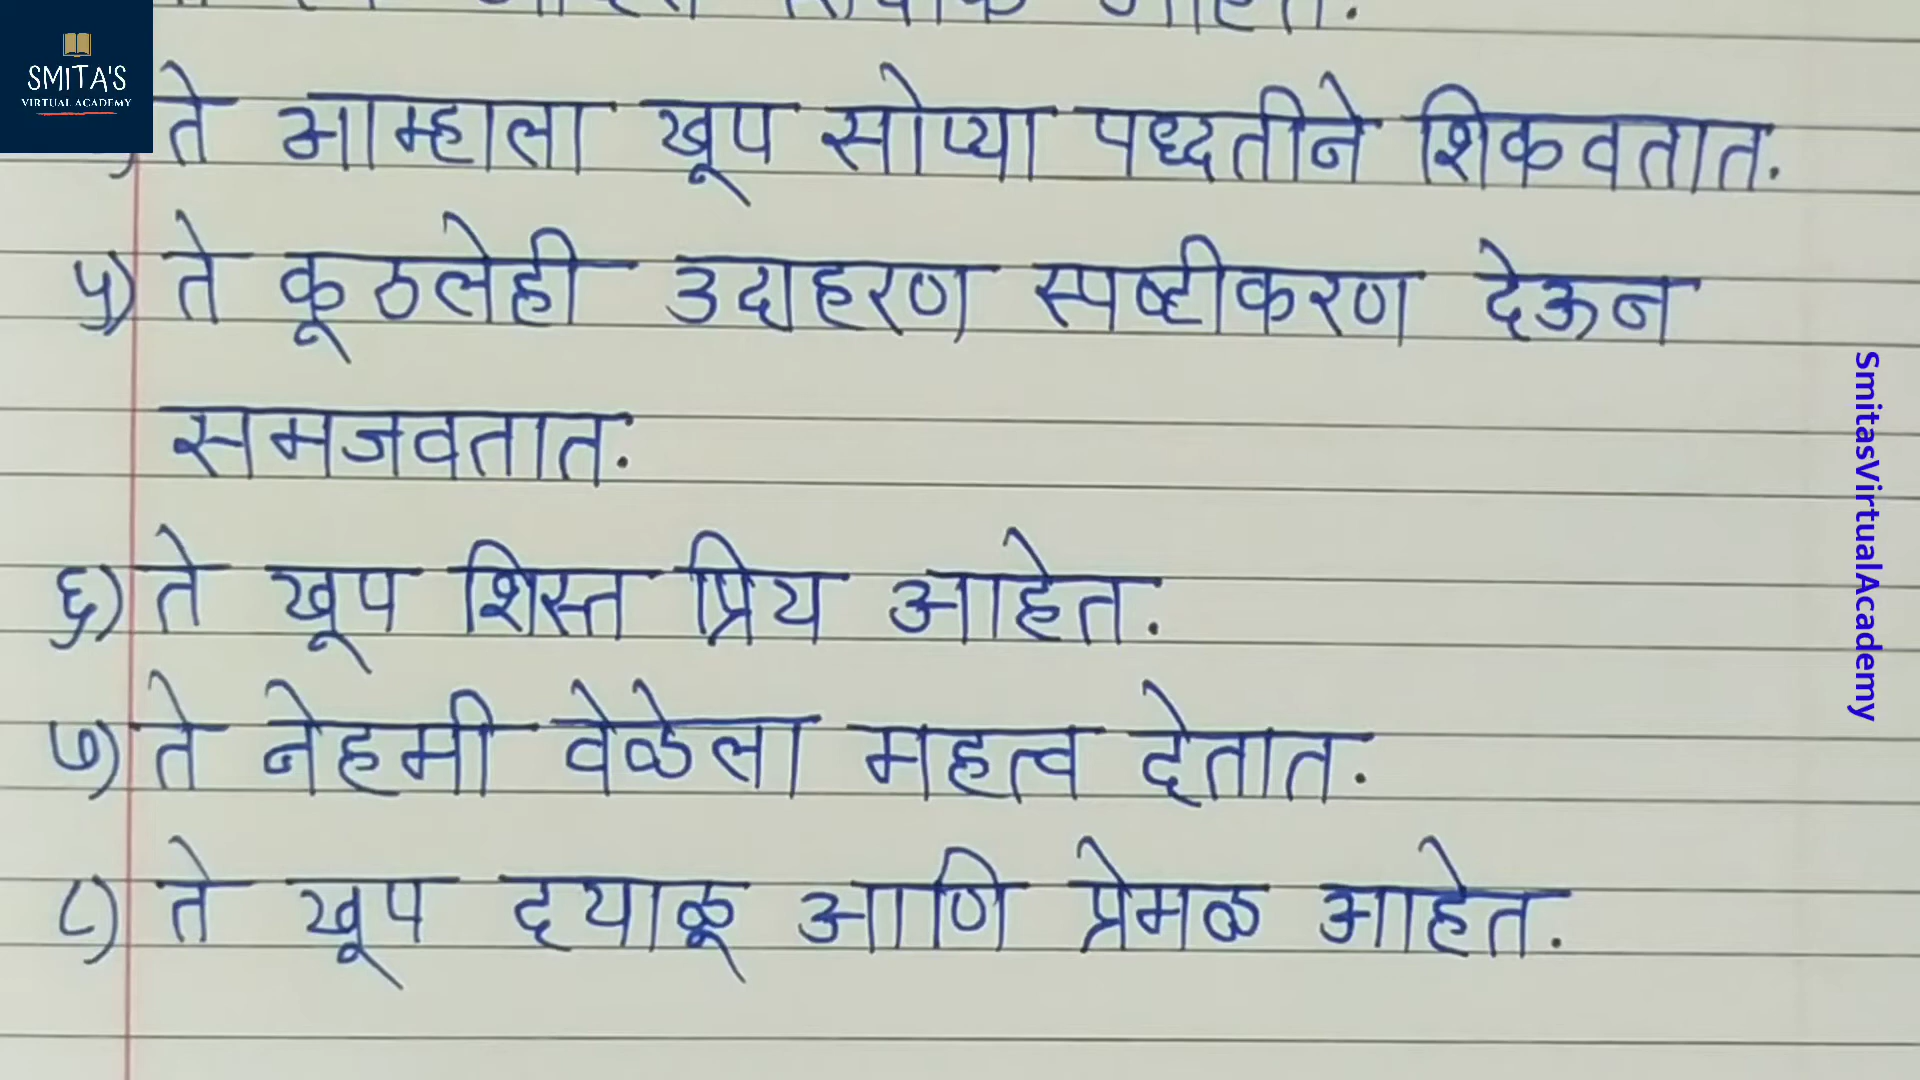 SMITA'S
VIRTUAL ACADEMY
ते आम्हाला खूप सोप्या पध्दतीने शिकवतात.
५) ते कूठलेही उदाहरण स्पष्टीकरण देऊन
समजवतात.
६) ते खूप शिस्त प्रिय आहेत.
७) ते नेहमी वेळेला महत्व देतात.
८) ते खूप दयाळू आणि प्रेमळ आहेत.
SmitasVirtualAcademy